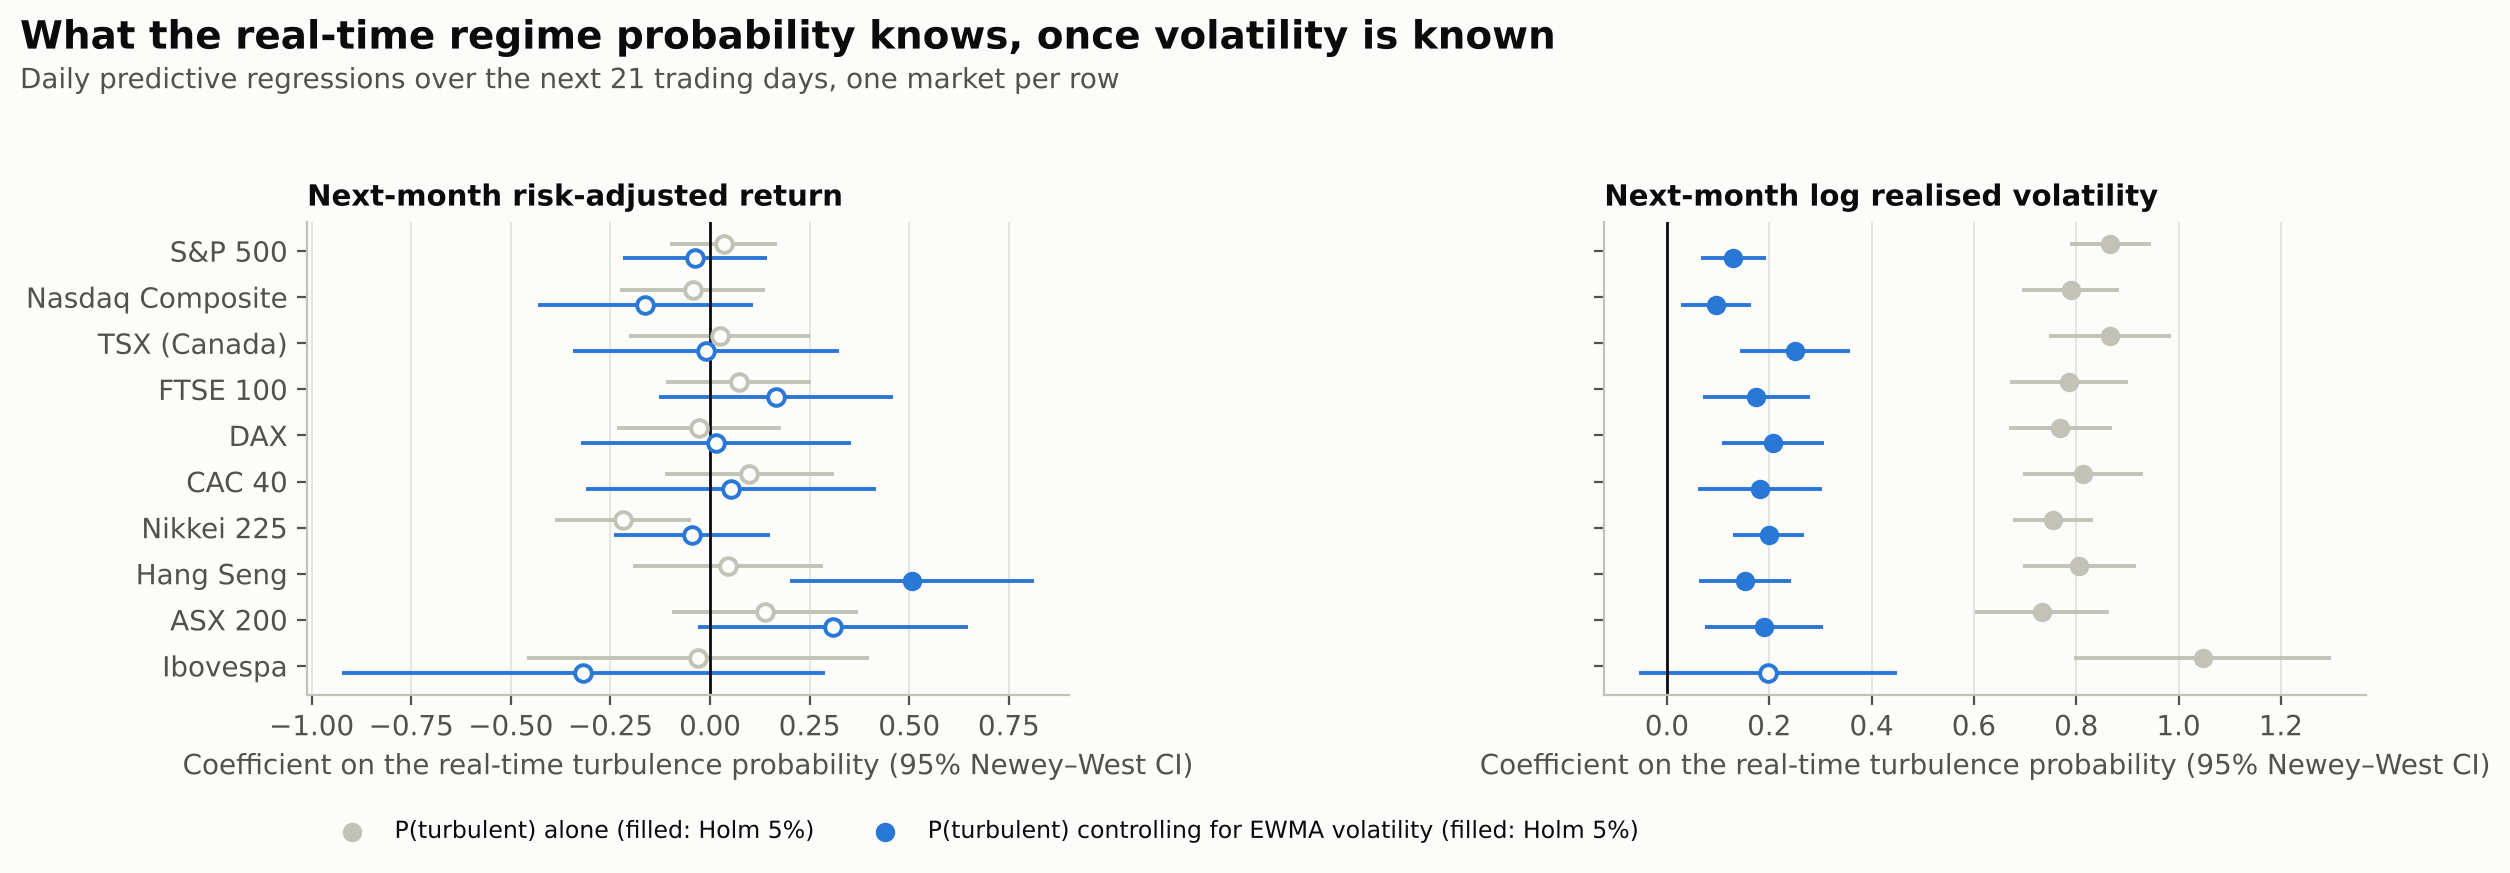 What the real-time regime probability knows, once volatility is known
Daily predictive regressions over the next 21 trading days, one market per row
Next-month risk-adjusted return
S&P 500
Nasdaq Composite
TSX (Canada)
FTSE 100
DAX
CAC 40
Nikkei 225
Hang Seng
ASX 200
Ibovespa
−1.00 −0.75 −0.50 −0.25 0.00 0.25 0.50 0.75
Coefficient on the real-time turbulence probability (95% Newey–West CI)
Next-month log realised volatility
0.0 0.2 0.4 0.6 0.8 1.0 1.2
Coefficient on the real-time turbulence probability (95% Newey–West CI)
P(turbulent) alone (filled: Holm 5%)
P(turbulent) controlling for EWMA volatility (filled: Holm 5%)